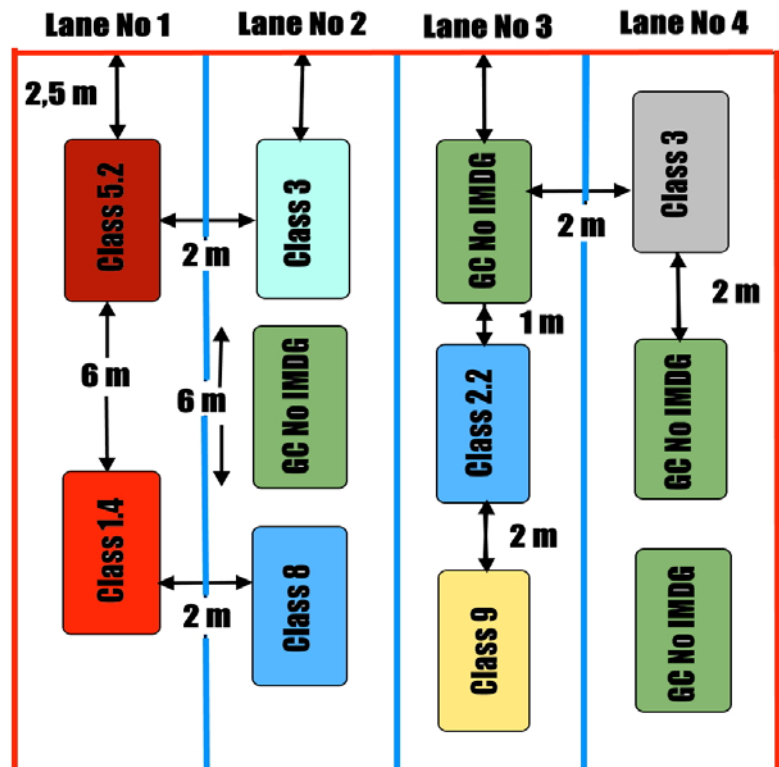 Lane No 1
Lane No 2
Lane No 3
Lane No 4
2,5 m
Class 5.2
2 m
Class 3
GC No IMDG
2 m
Class 3
6 m
6 m
GC No IMDG
1 m
Class 2.2
2 m
GC No IMDG
Class 1.4
2 m
Class 8
2 m
Class 9
GC No IMDG